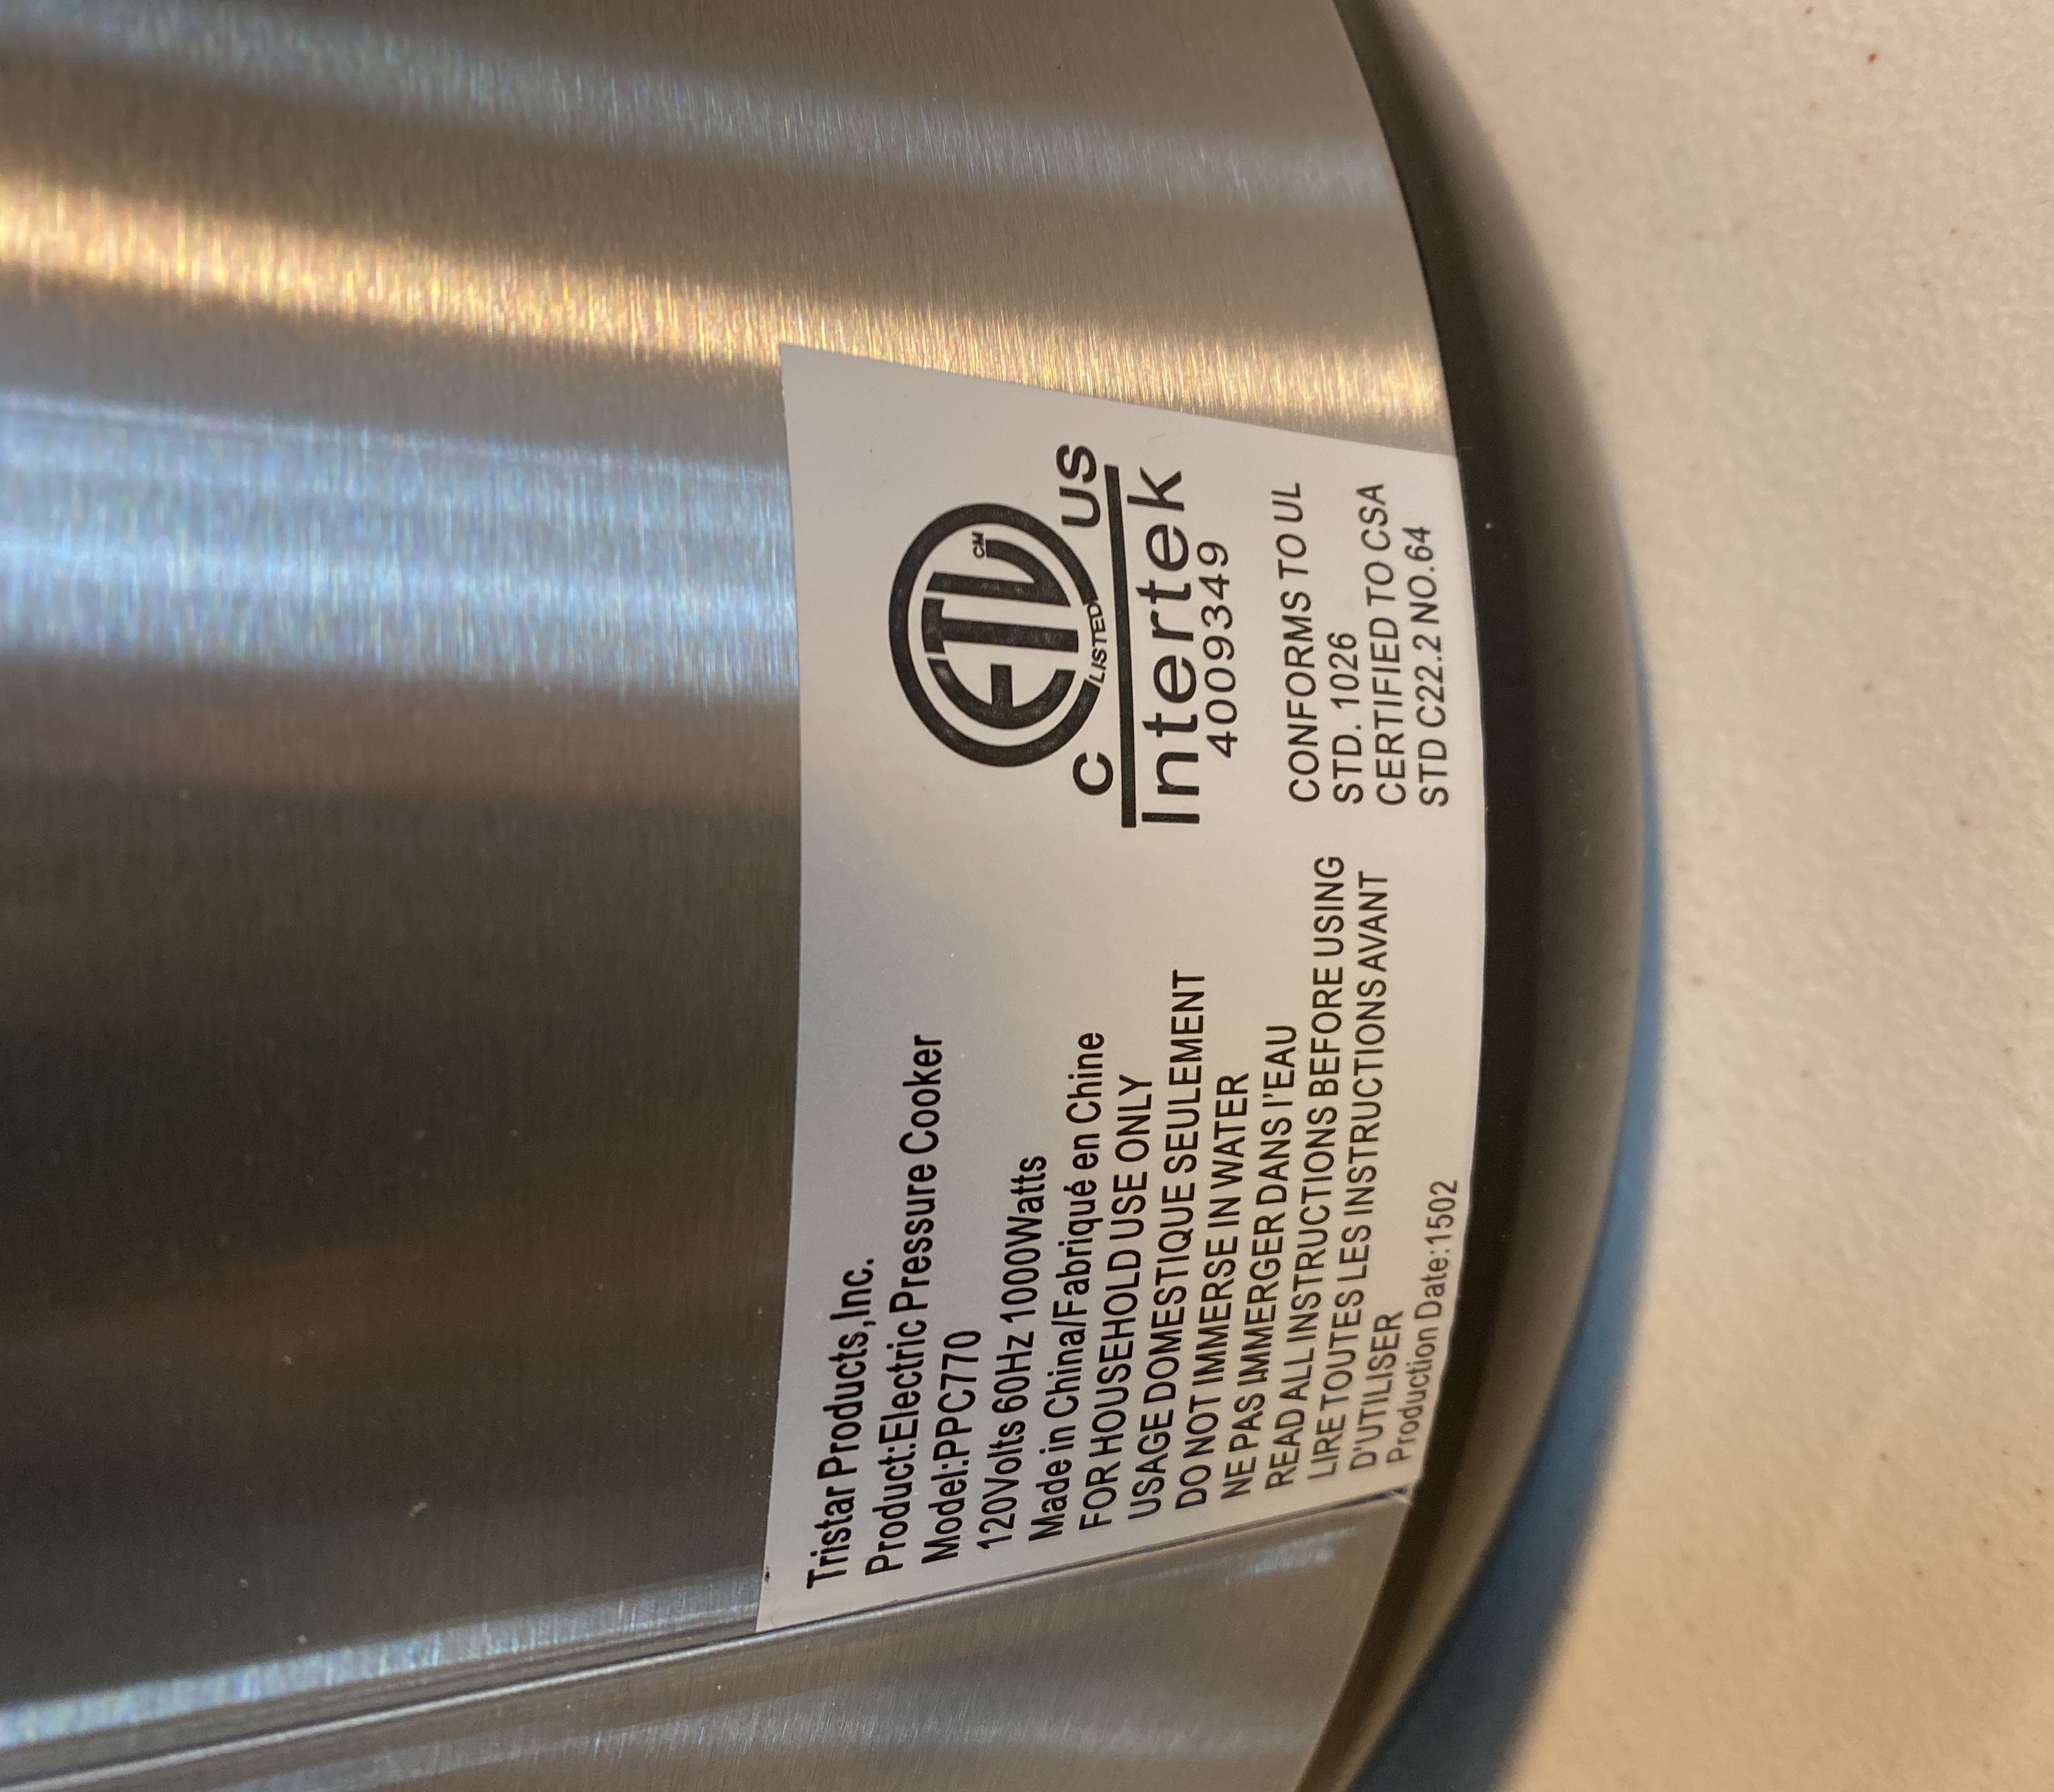 Tristar Products,Inc.
Product:Electric Pressure Cooker
Model:PPC770
120Volts 60Hz 1000Watts
Made in China/Fabriqué en Chine
FOR HOUSEHOLD USE ONLY
USAGE DOMESTIQUE SEULEMENT
DO NOT IMMERSE IN WATER
NE PAS IMMERGER DANS l'EAU
READ ALL INSTRUCTIONS BEFORE USING
LIRE TOUTES LES INSTRUCTIONS AVANT
D'UTILISER
Production Date:1502
ETL CM
LISTED
C US
Intertek
4009349
CONFORMS TO UL
STD. 1026
CERTIFIED TO CSA
STD C22.2 NO.64